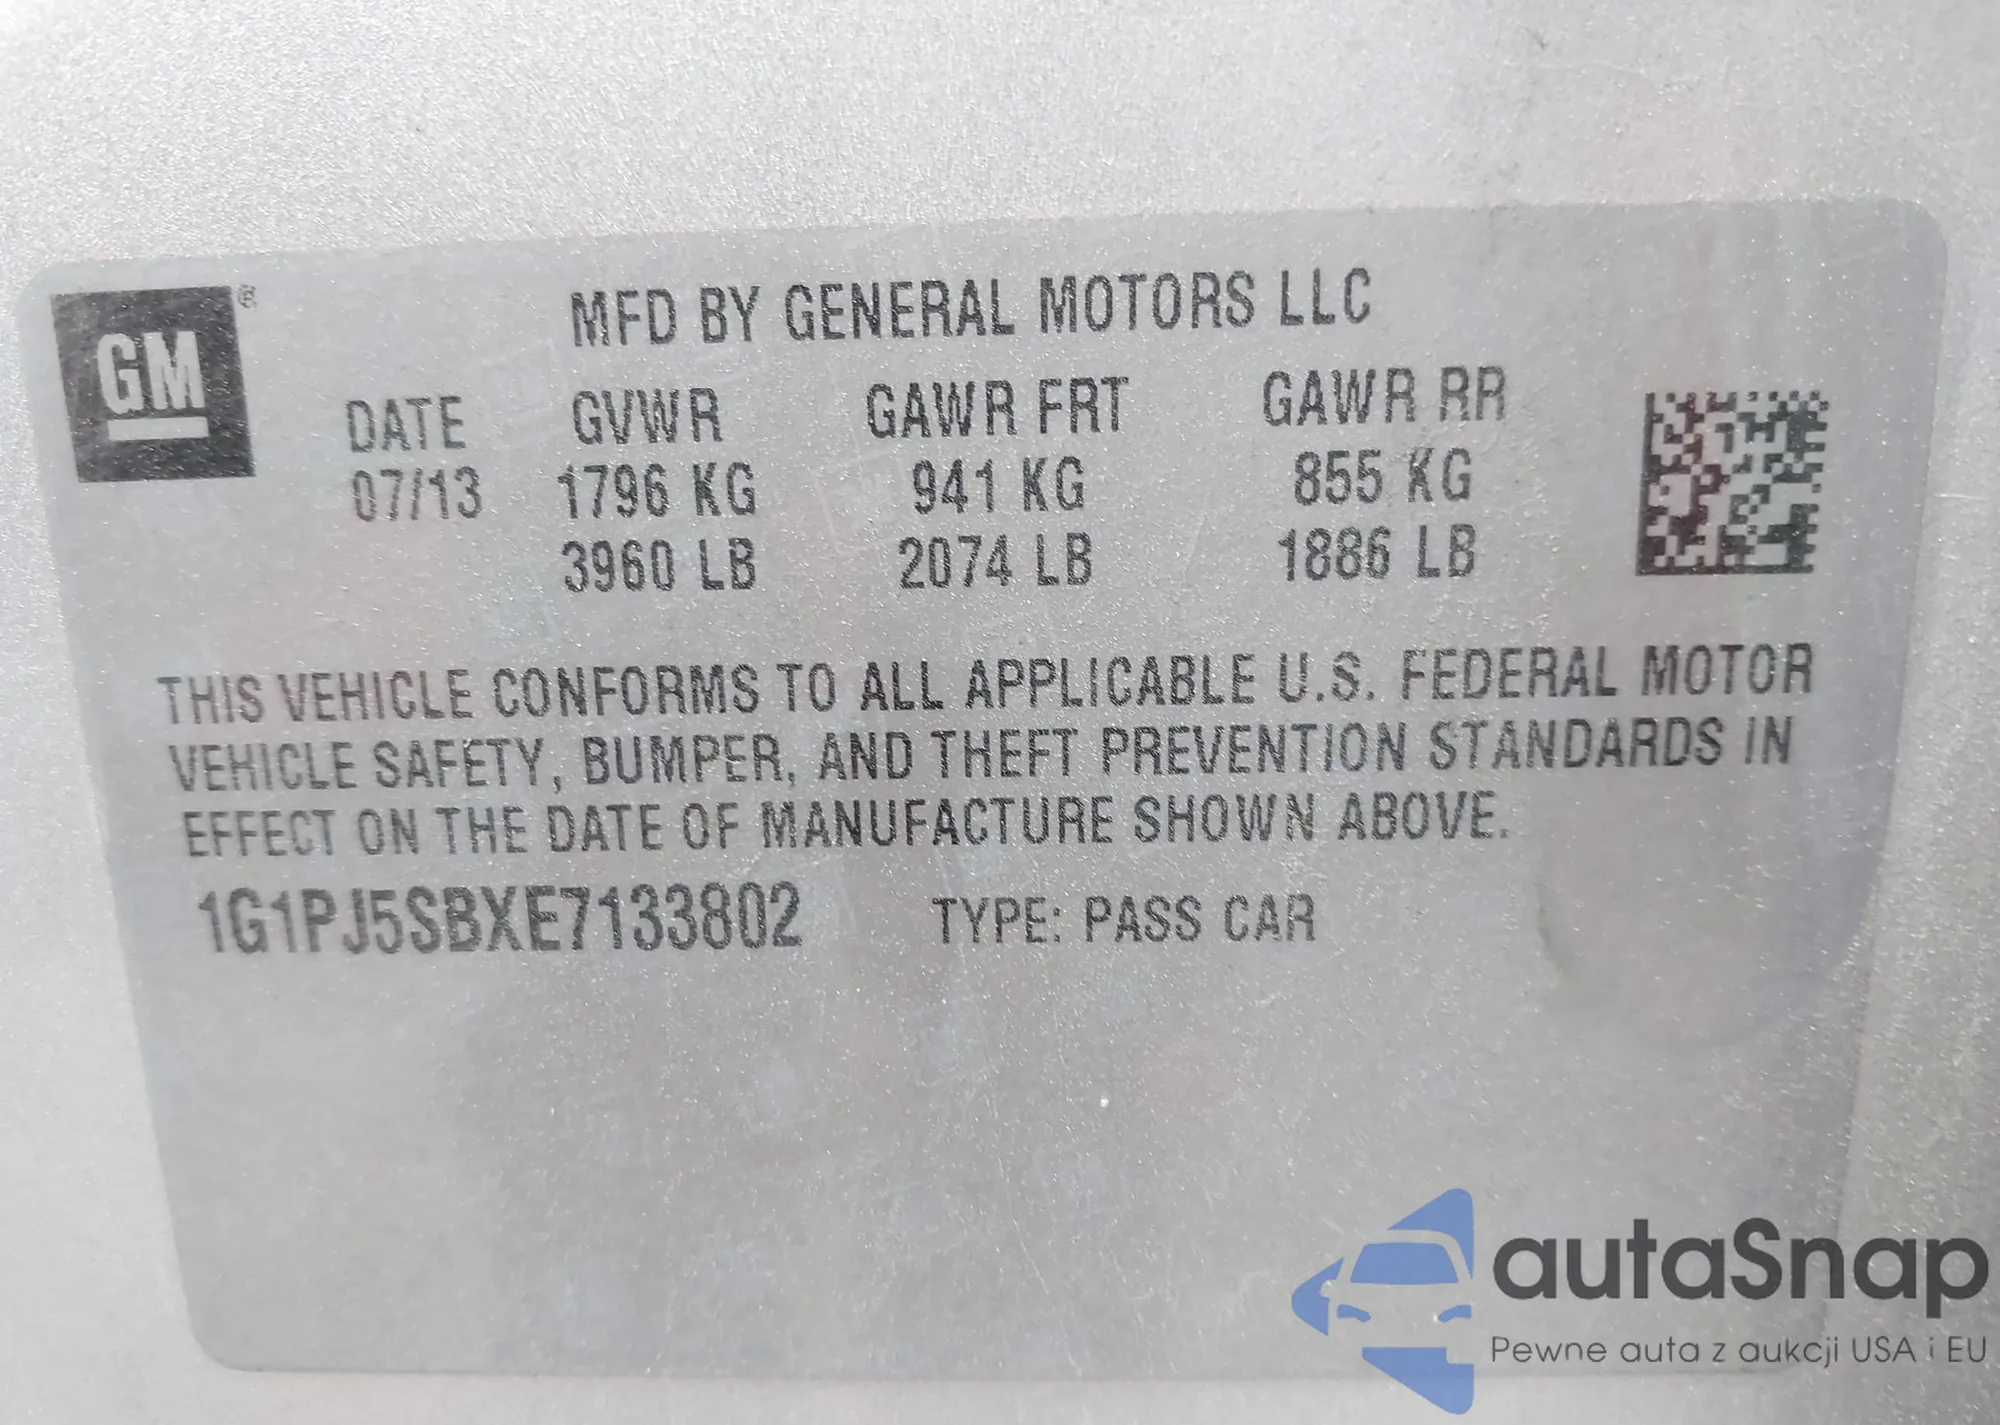 GM ®
MFD BY GENERAL MOTORS LLC
DATE GVWR GAWR FRT GAWR RR
07/13 1796 KG 941 KG 855 KG
3960 LB 2074 LB 1886 LB
THIS VEHICLE CONFORMS TO ALL APPLICABLE U.S. FEDERAL MOTOR
VEHICLE SAFETY, BUMPER, AND THEFT PREVENTION STANDARDS IN
EFFECT ON THE DATE OF MANUFACTURE SHOWN ABOVE.
1G1PJ5SBXE7133802 TYPE: PASS CAR
autaSnap
Pewne auta z aukcji USA i EU